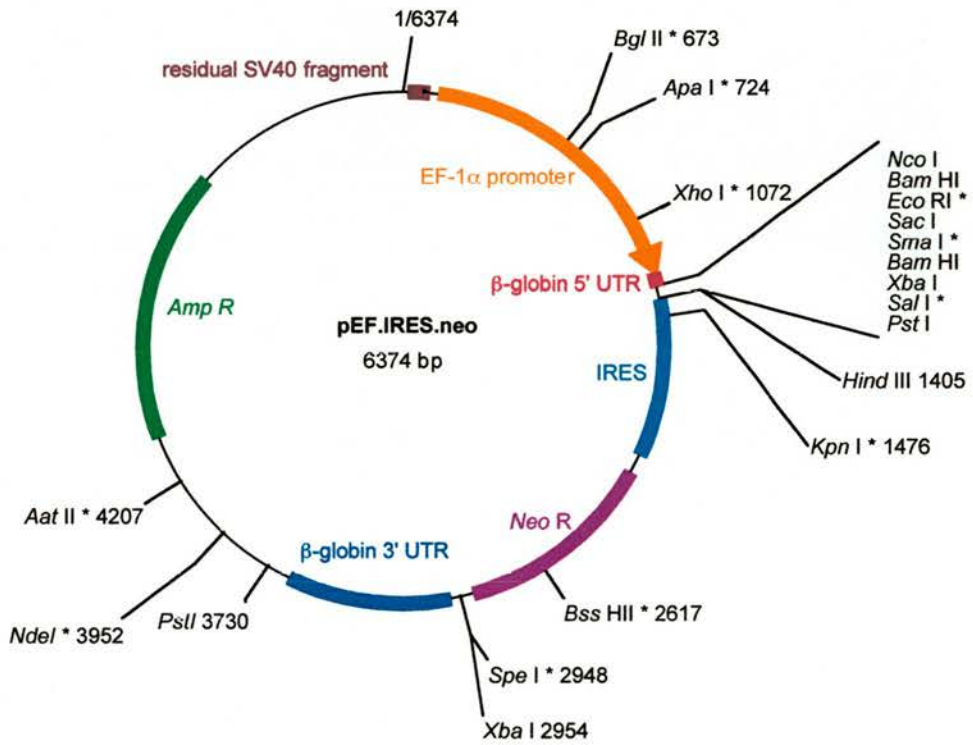 1/6374
residual SV40 fragment
Bgl II * 673
Apa I * 724
EF-1α promoter
Xho I * 1072
Nco I
Bam HI
Eco RI *
Sac I
Sma I *
Bam HI
Xba I
Sal I *
Pst I
β-globin 5' UTR
Amp R
pEF.IRES.neo
6374 bp
IRES
Hind III 1405
Kpn I * 1476
Neo R
Aat II * 4207
β-globin 3' UTR
NdeI * 3952
PstI 3730
Bss HII * 2617
Spe I * 2948
Xba I 2954